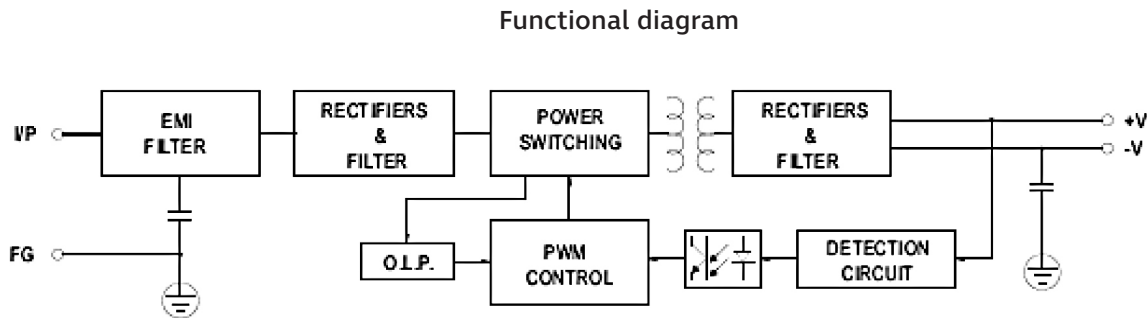 Functional diagram
I/P
EMI
FILTER
RECTIFIERS
&
FILTER
POWER
SWITCHING
RECTIFIERS
&
FILTER
+V
-V
FG
O.L.P.
PWM
CONTROL
DETECTION
CIRCUIT